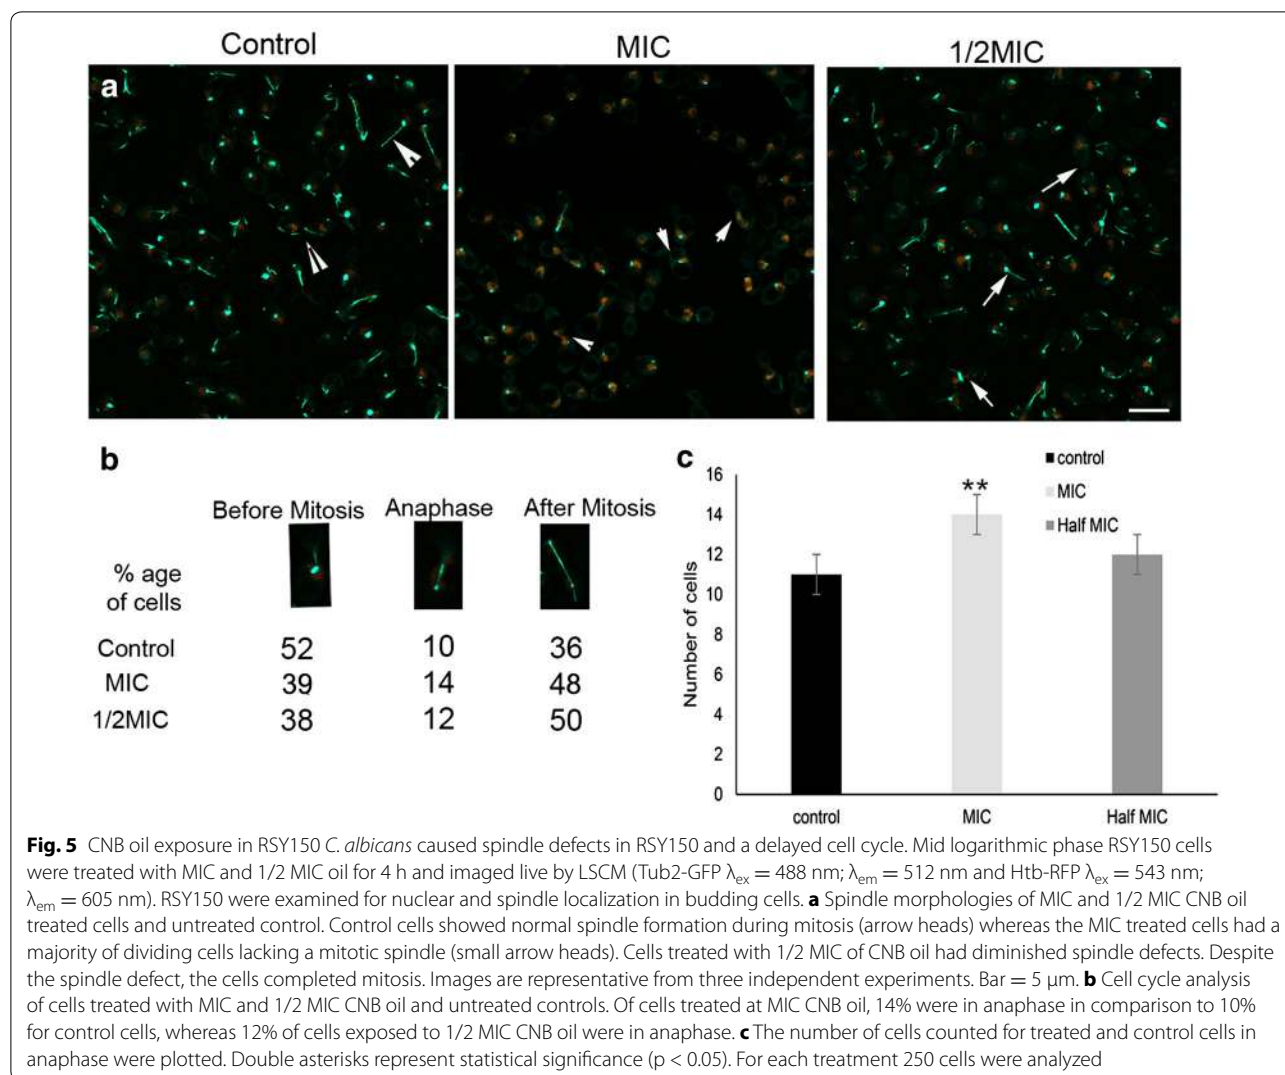 Control
MIC
1/2MIC
a
b
Before Mitosis Anaphase After Mitosis
% age
of cells
Control 52 10 36
MIC 39 14 48
1/2MIC 38 12 50
c
control
MIC
Half MIC
**
Number of cells
16
14
12
10
8
6
4
2
0
control MIC Half MIC
Fig. 5 CNB oil exposure in RSY150 C. albicans caused spindle defects in RSY150 and a delayed cell cycle. Mid logarithmic phase RSY150 cells
were treated with MIC and 1/2 MIC oil for 4 h and imaged live by LSCM (Tub2-GFP λex = 488 nm; λem = 512 nm and Htb-RFP λex = 543 nm;
λem = 605 nm). RSY150 were examined for nuclear and spindle localization in budding cells. a Spindle morphologies of MIC and 1/2 MIC CNB oil
treated cells and untreated control. Control cells showed normal spindle formation during mitosis (arrow heads) whereas the MIC treated cells had a
majority of dividing cells lacking a mitotic spindle (small arrow heads). Cells treated with 1/2 MIC of CNB oil had diminished spindle defects. Despite
the spindle defect, the cells completed mitosis. Images are representative from three independent experiments. Bar = 5 μm. b Cell cycle analysis
of cells treated with MIC and 1/2 MIC CNB oil and untreated controls. Of cells treated at MIC CNB oil, 14% were in anaphase in comparison to 10%
for control cells, whereas 12% of cells exposed to 1/2 MIC CNB oil were in anaphase. c The number of cells counted for treated and control cells in
anaphase were plotted. Double asterisks represent statistical significance (p < 0.05). For each treatment 250 cells were analyzed